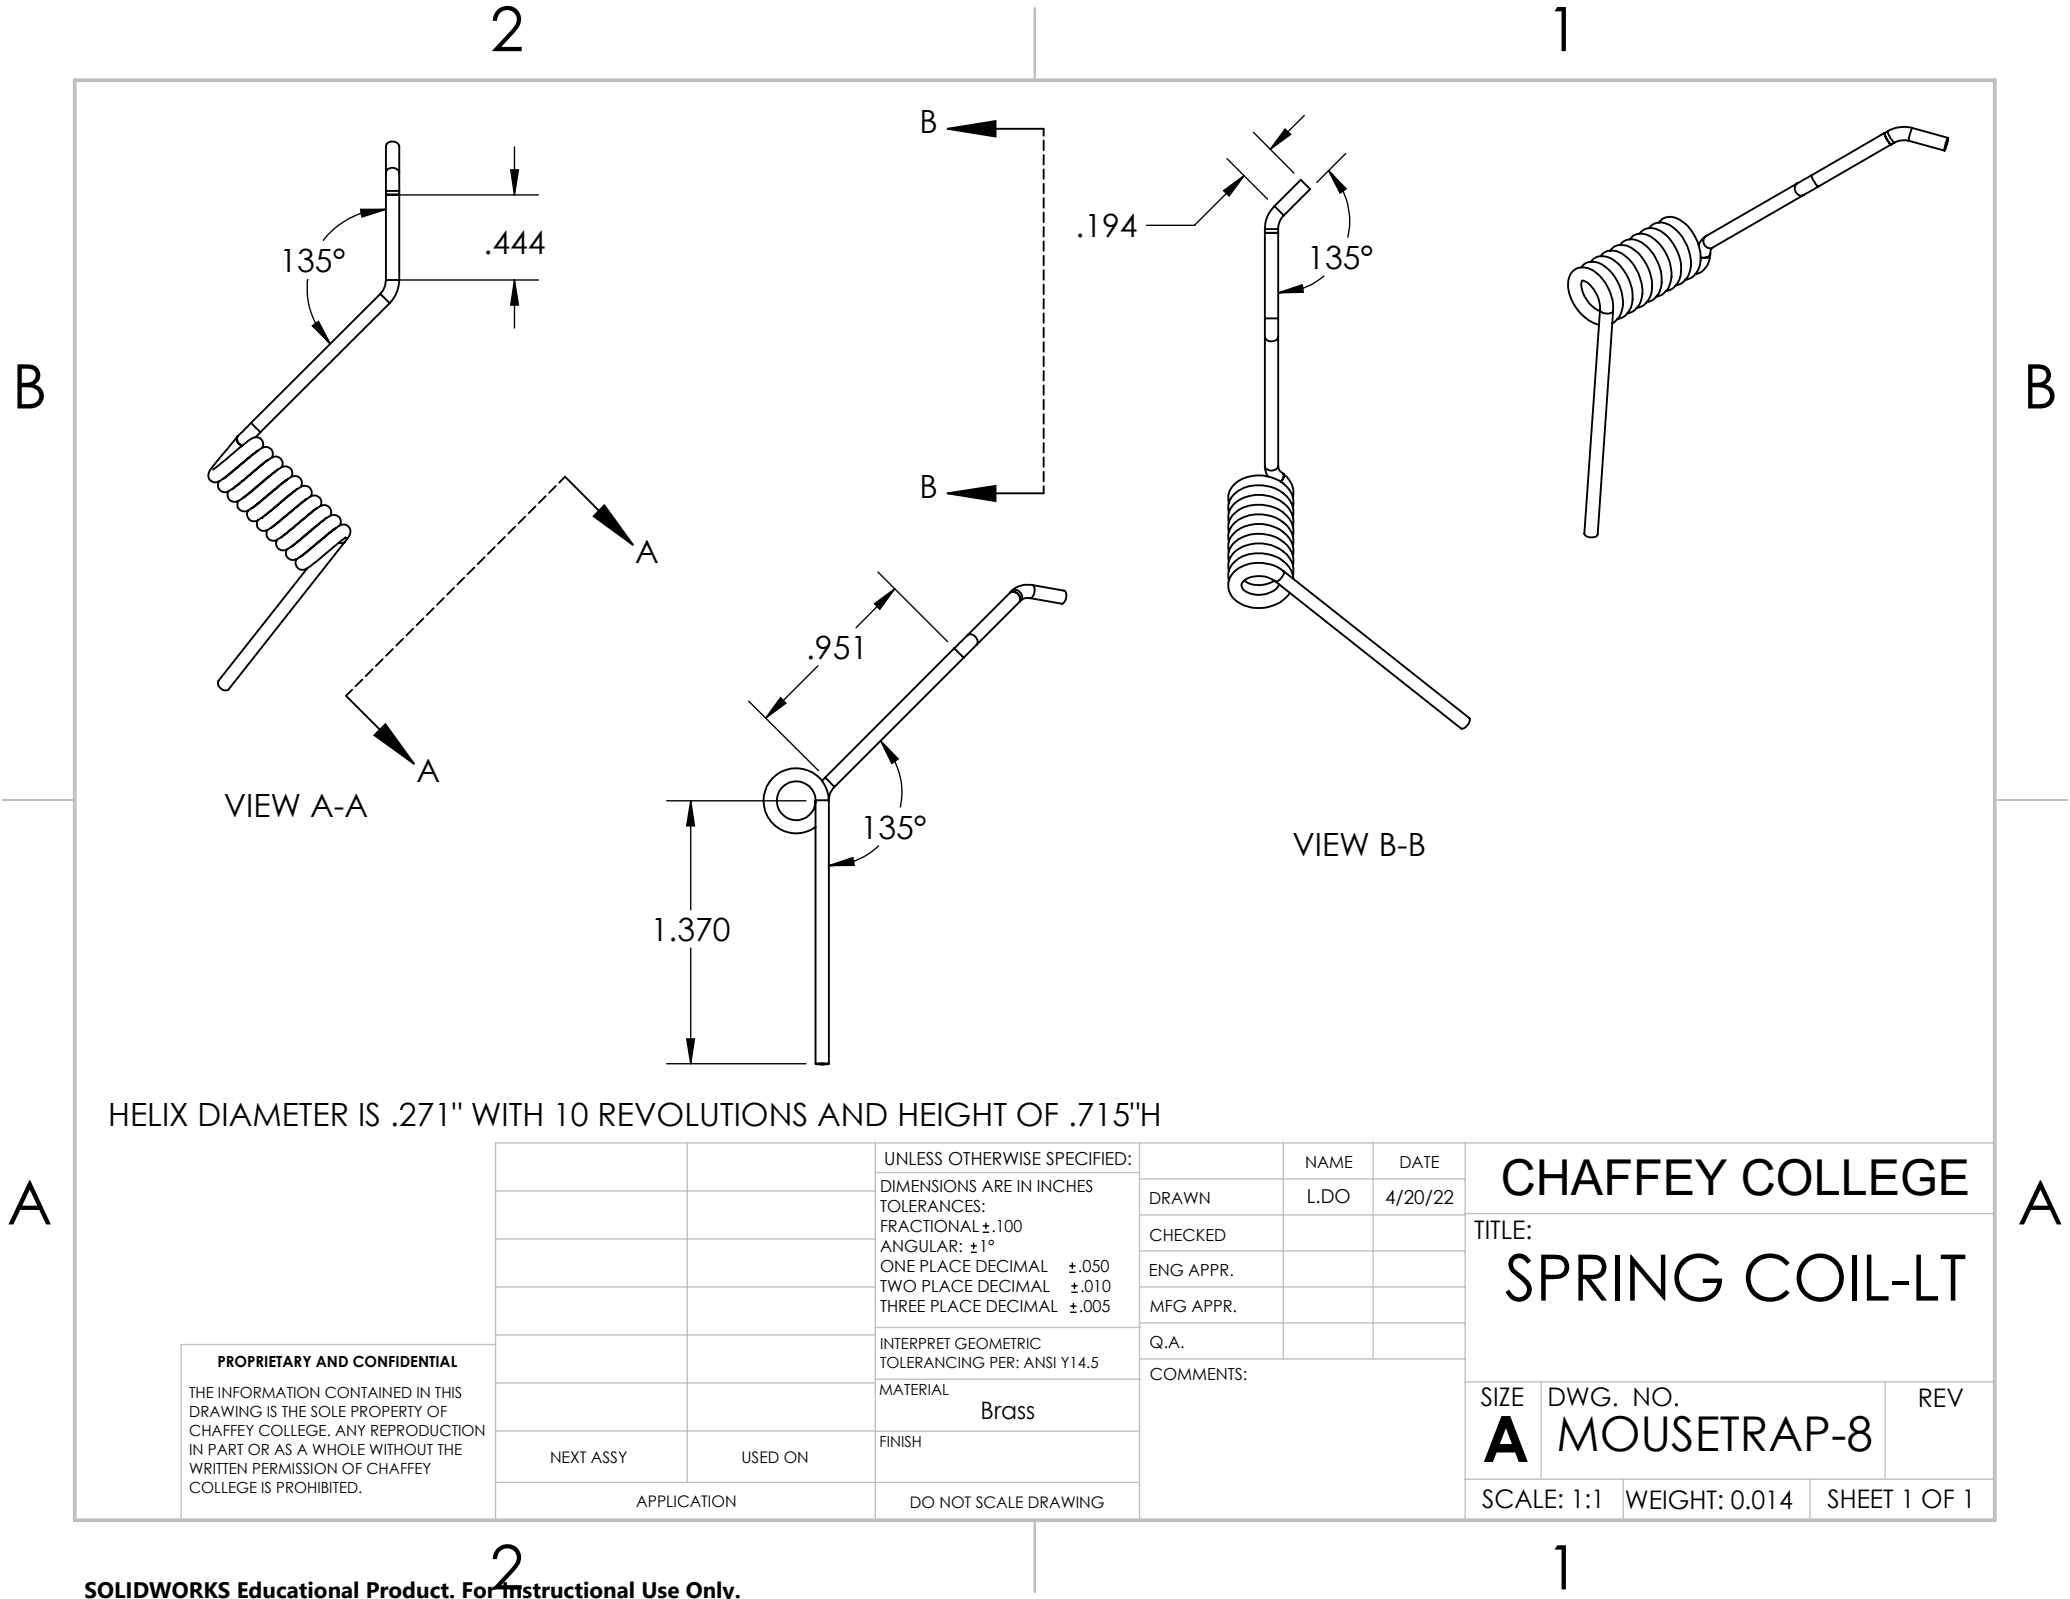 2
1
B
B
A
A
.444
135°
A
A
VIEW A-A
B
B
.951
135°
1.370
.194
135°
VIEW B-B
HELIX DIAMETER IS .271" WITH 10 REVOLUTIONS AND HEIGHT OF .715"H
PROPRIETARY AND CONFIDENTIAL
THE INFORMATION CONTAINED IN THIS
DRAWING IS THE SOLE PROPERTY OF
CHAFFEY COLLEGE. ANY REPRODUCTION
IN PART OR AS A WHOLE WITHOUT THE
WRITTEN PERMISSION OF CHAFFEY
COLLEGE IS PROHIBITED.
NEXT ASSY
USED ON
APPLICATION
UNLESS OTHERWISE SPECIFIED:
DIMENSIONS ARE IN INCHES
TOLERANCES:
FRACTIONAL ±.100
ANGULAR: ±1°
ONE PLACE DECIMAL ±.050
TWO PLACE DECIMAL ±.010
THREE PLACE DECIMAL ±.005
INTERPRET GEOMETRIC
TOLERANCING PER: ANSI Y14.5
MATERIAL
Brass
FINISH
DO NOT SCALE DRAWING
NAME DATE
DRAWN L.DO 4/20/22
CHECKED
ENG APPR.
MFG APPR.
Q.A.
COMMENTS:
CHAFFEY COLLEGE
TITLE:
SPRING COIL-LT
SIZE DWG. NO. REV
A MOUSETRAP-8
SCALE: 1:1 WEIGHT: 0.014 SHEET 1 OF 1
2
1
SOLIDWORKS Educational Product. For Instructional Use Only.